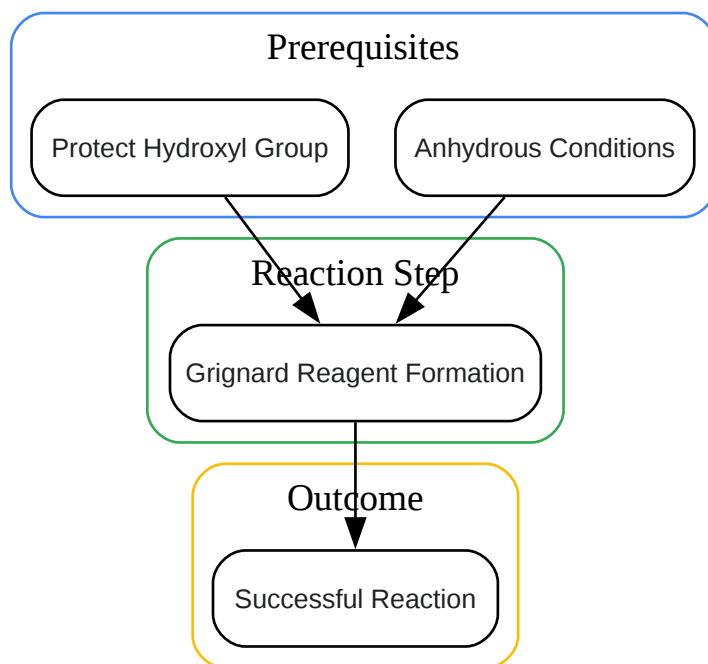 Prerequisites
Protect Hydroxyl Group
Anhydrous Conditions
Reaction Step
Grignard Reagent Formation
Outcome
Successful Reaction